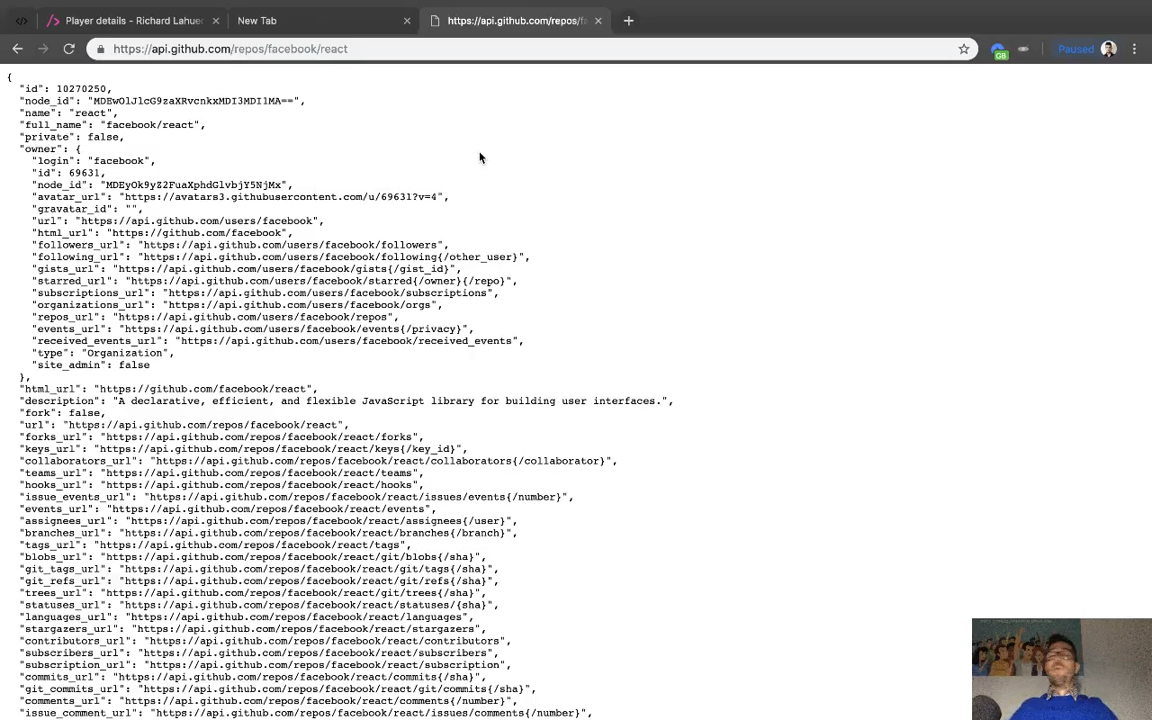 Player details - Richard Lahuer
New Tab
https://api.github.com/repos/f
https://api.github.com/repos/facebook/react
GB
Paused
{
"id": 10270250,
"node_id": "MDEwOlJlcG9zaXRvcnkxMDI3MDI1MA==",
"name": "react",
"full_name": "facebook/react",
"private": false,
"owner": {
"login": "facebook",
"id": 69631,
"node_id": "MDEyOk9yZ2FuaXphdGlvbjY5NjMx",
"avatar_url": "https://avatars3.githubusercontent.com/u/69631?v=4",
"gravatar_id": "",
"url": "https://api.github.com/users/facebook",
"html_url": "https://github.com/facebook",
"followers_url": "https://api.github.com/users/facebook/followers",
"following_url": "https://api.github.com/users/facebook/following{/other_user}",
"gists_url": "https://api.github.com/users/facebook/gists{/gist_id}",
"starred_url": "https://api.github.com/users/facebook/starred{/owner}{/repo}",
"subscriptions_url": "https://api.github.com/users/facebook/subscriptions",
"organizations_url": "https://api.github.com/users/facebook/orgs",
"repos_url": "https://api.github.com/users/facebook/repos",
"events_url": "https://api.github.com/users/facebook/events{/privacy}",
"received_events_url": "https://api.github.com/users/facebook/received_events",
"type": "Organization",
"site_admin": false
},
"html_url": "https://github.com/facebook/react",
"description": "A declarative, efficient, and flexible JavaScript library for building user interfaces.",
"fork": false,
"url": "https://api.github.com/repos/facebook/react",
"forks_url": "https://api.github.com/repos/facebook/react/forks",
"keys_url": "https://api.github.com/repos/facebook/react/keys{/key_id}",
"collaborators_url": "https://api.github.com/repos/facebook/react/collaborators{/collaborator}",
"teams_url": "https://api.github.com/repos/facebook/react/teams",
"hooks_url": "https://api.github.com/repos/facebook/react/hooks",
"issue_events_url": "https://api.github.com/repos/facebook/react/issues/events{/number}",
"events_url": "https://api.github.com/repos/facebook/react/events",
"assignees_url": "https://api.github.com/repos/facebook/react/assignees{/user}",
"branches_url": "https://api.github.com/repos/facebook/react/branches{/branch}",
"tags_url": "https://api.github.com/repos/facebook/react/tags",
"blobs_url": "https://api.github.com/repos/facebook/react/git/blobs{/sha}",
"git_tags_url": "https://api.github.com/repos/facebook/react/git/tags{/sha}",
"git_refs_url": "https://api.github.com/repos/facebook/react/git/refs{/sha}",
"trees_url": "https://api.github.com/repos/facebook/react/git/trees{/sha}",
"statuses_url": "https://api.github.com/repos/facebook/react/statuses/{sha}",
"languages_url": "https://api.github.com/repos/facebook/react/languages",
"stargazers_url": "https://api.github.com/repos/facebook/react/stargazers",
"contributors_url": "https://api.github.com/repos/facebook/react/contributors",
"subscribers_url": "https://api.github.com/repos/facebook/react/subscribers",
"subscription_url": "https://api.github.com/repos/facebook/react/subscription",
"commits_url": "https://api.github.com/repos/facebook/react/commits{/sha}",
"git_commits_url": "https://api.github.com/repos/facebook/react/git/commits{/sha}",
"comments_url": "https://api.github.com/repos/facebook/react/comments{/number}",
"issue_comment_url": "https://api.github.com/repos/facebook/react/issues/comments{/number}",